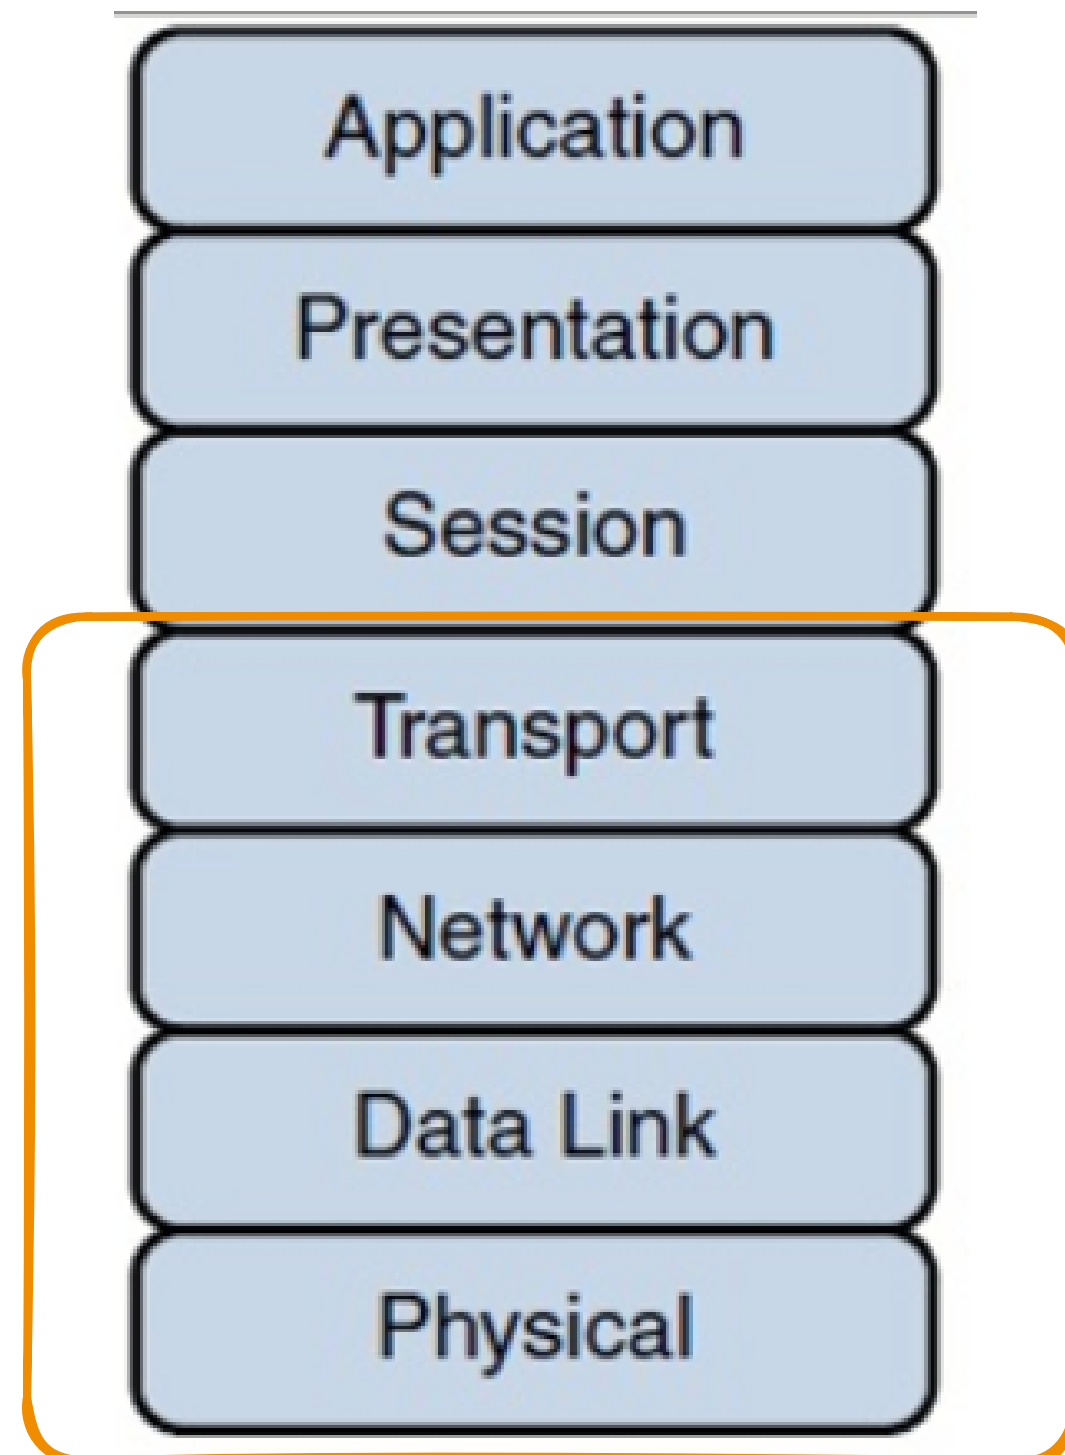 Application
Presentation
Session
Transport
Network
Data Link
Physical